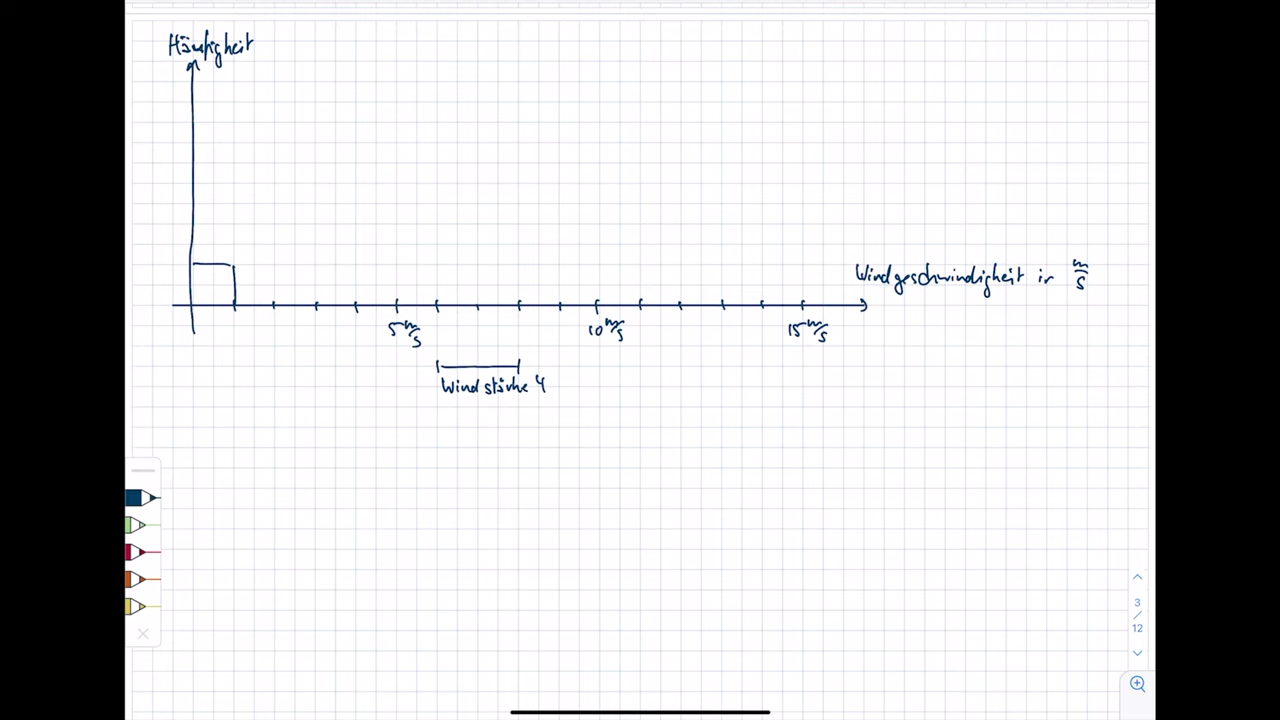 Häufigkeit
Windgeschwindigkeit in m/s
5 m/s
10 m/s
15 m/s
Windstärke 4
3
/
12